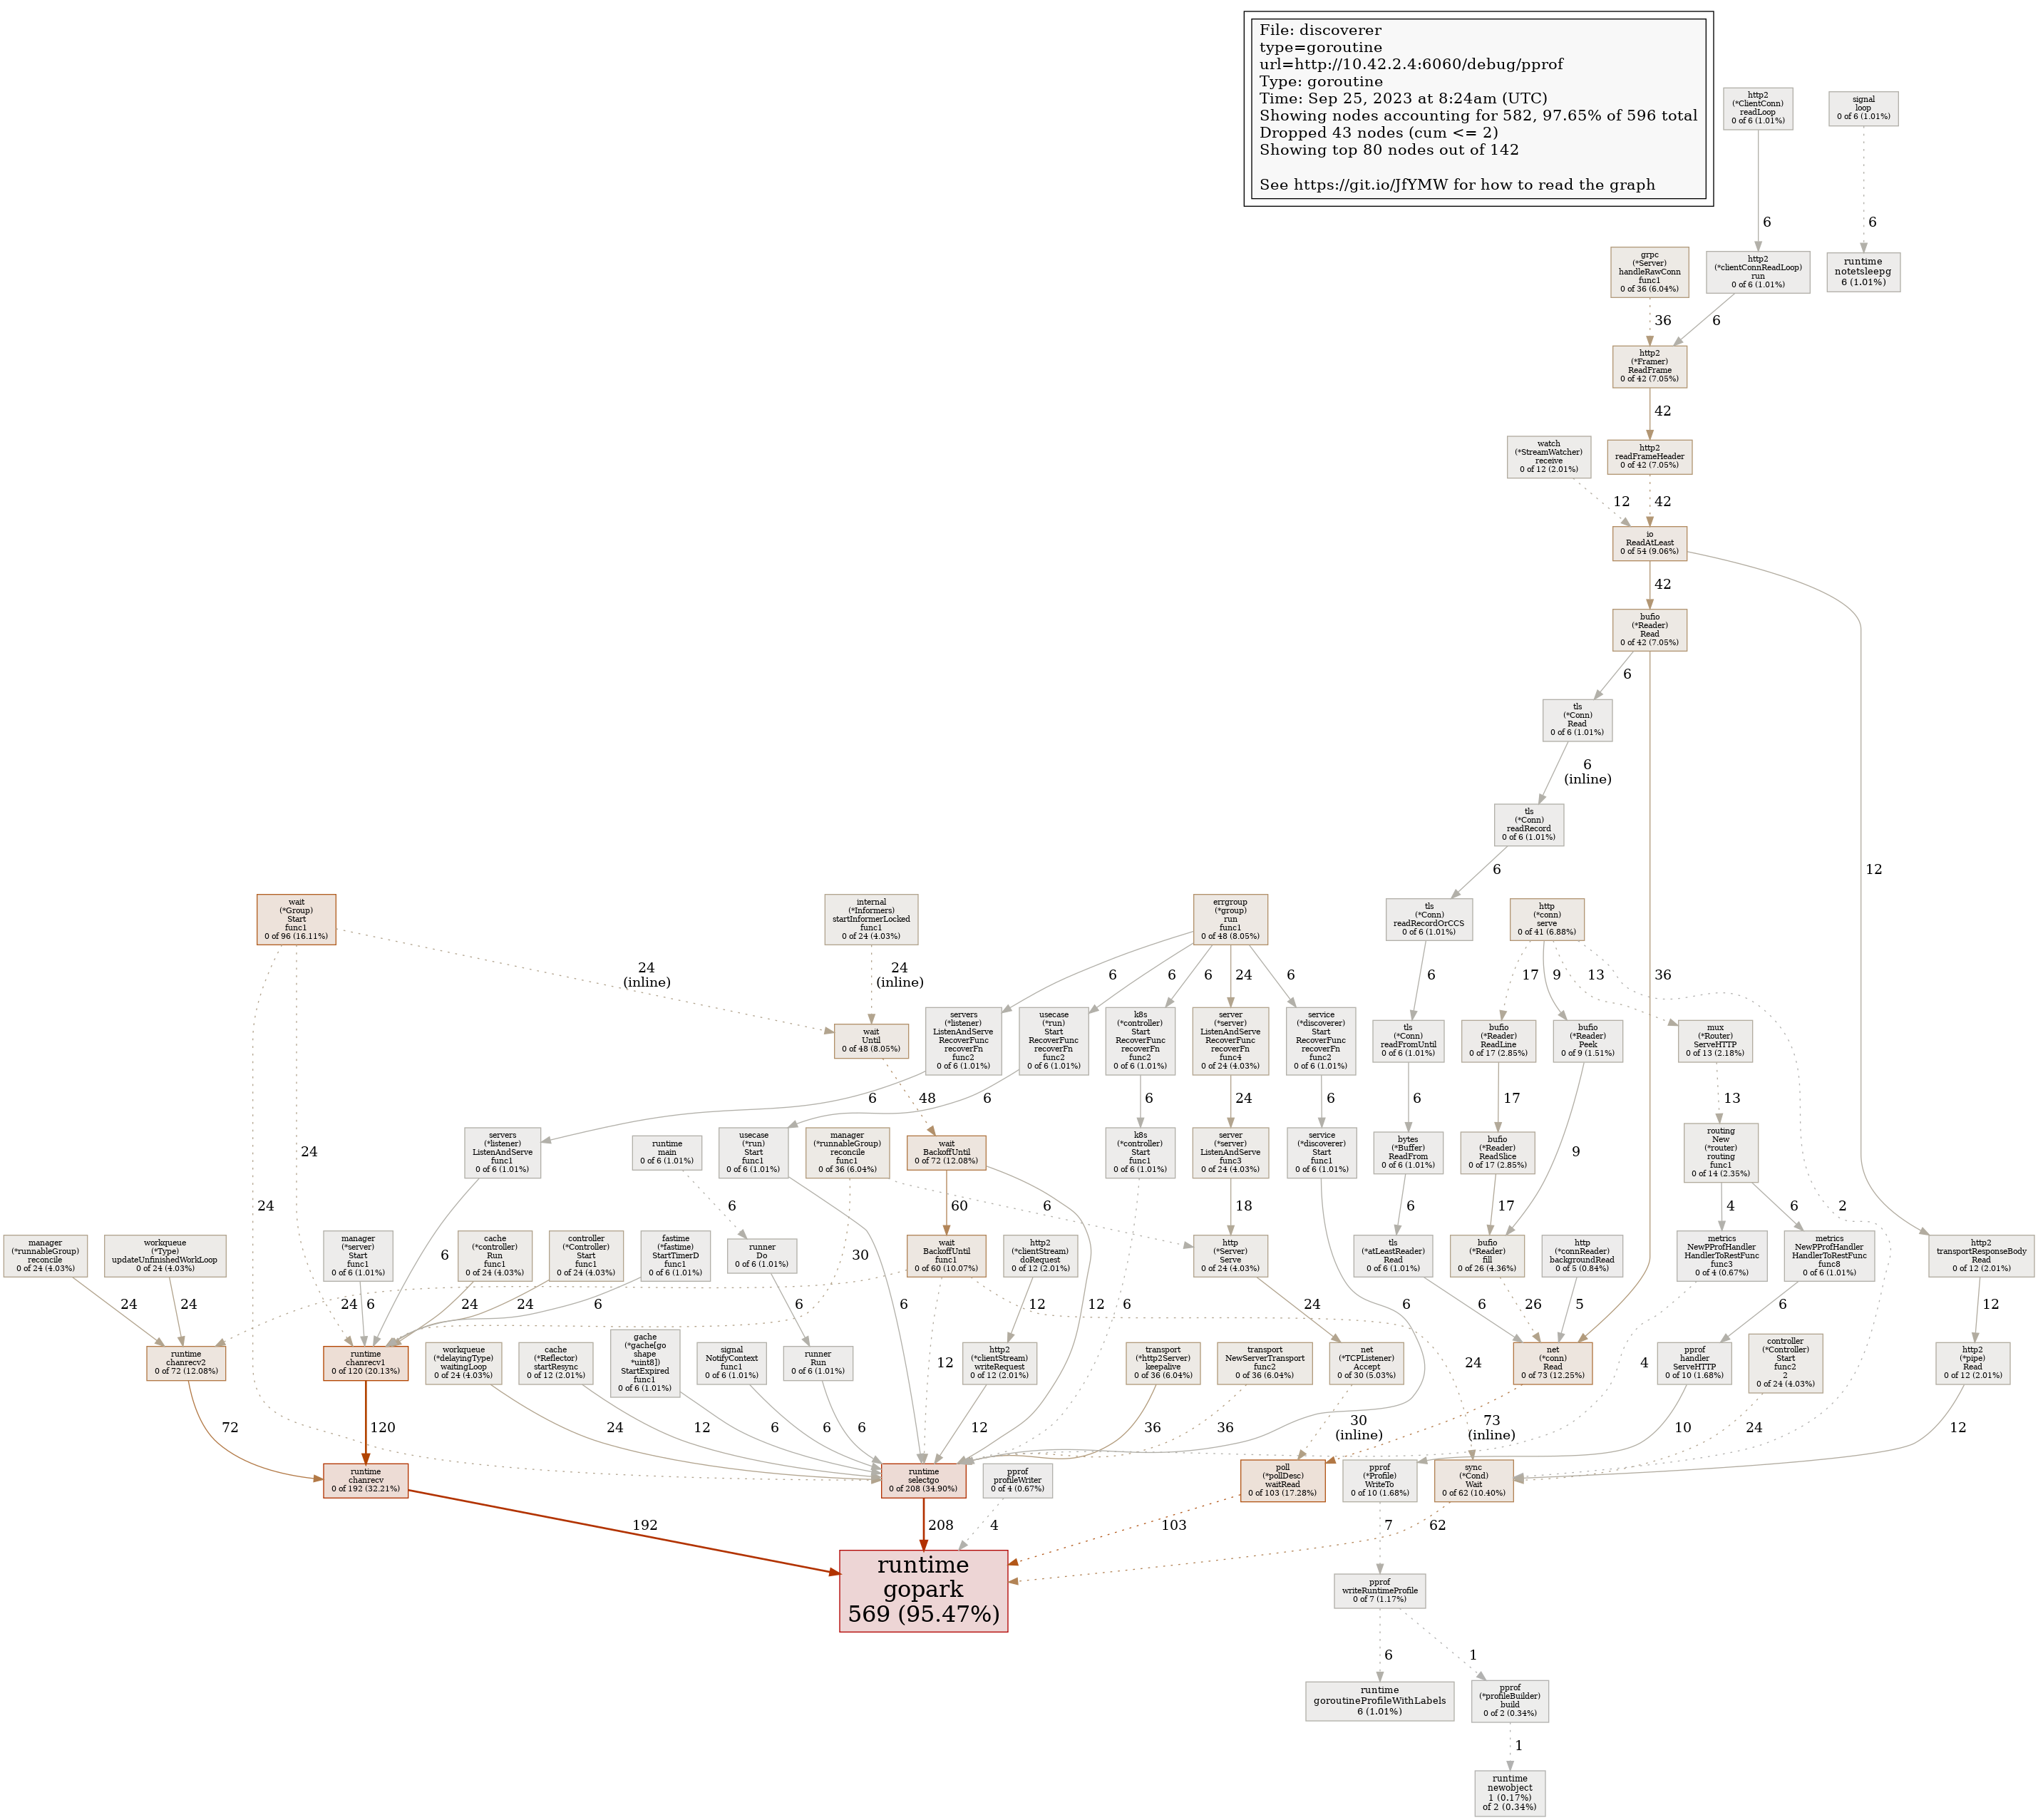 File: discoverer
type=goroutine
url=http://10.42.2.4:6060/debug/pprof
Type: goroutine
Time: Sep 25, 2023 at 8:24am (UTC)
Showing nodes accounting for 582, 97.65% of 596 total
Dropped 43 nodes (cum <= 2)
Showing top 80 nodes out of 142
See https://git.io/JfYMW for how to read the graph
http2
(*ClientConn)
readLoop
0 of 6 (1.01%)
signal
loop
0 of 6 (1.01%)
6
6
grpc
(*Server)
handleRawConn
func1
0 of 36 (6.04%)
http2
(*clientConnReadLoop)
run
0 of 6 (1.01%)
runtime
notetsleepg
6 (1.01%)
36
6
http2
(*Framer)
ReadFrame
0 of 42 (7.05%)
42
watch
(*StreamWatcher)
receive
0 of 12 (2.01%)
http2
readFrameHeader
0 of 42 (7.05%)
12
42
io
ReadAtLeast
0 of 54 (9.06%)
42
12
bufio
(*Reader)
Read
0 of 42 (7.05%)
6
36
tls
(*Conn)
Read
0 of 6 (1.01%)
6
(inline)
tls
(*Conn)
readRecord
0 of 6 (1.01%)
6
wait
(*Group)
Start
func1
0 of 96 (16.11%)
internal
(*Informers)
startInformerLocked
func1
0 of 24 (4.03%)
errgroup
(*group)
run
func1
0 of 48 (8.05%)
tls
(*Conn)
readRecordOrCCS
0 of 6 (1.01%)
http
(*conn)
serve
0 of 41 (6.88%)
24
(inline)
24
(inline)
6
6
6
24
6
6
17
9
13
2
24
24
wait
Until
0 of 48 (8.05%)
servers
(*listener)
ListenAndServe
RecoverFunc
recoverFn
func2
0 of 6 (1.01%)
usecase
(*run)
Start
RecoverFunc
recoverFn
func2
0 of 6 (1.01%)
k8s
(*controller)
Start
RecoverFunc
recoverFn
func2
0 of 6 (1.01%)
server
(*server)
ListenAndServe
RecoverFunc
recoverFn
func4
0 of 24 (4.03%)
service
(*discoverer)
Start
RecoverFunc
recoverFn
func2
0 of 6 (1.01%)
tls
(*Conn)
readFromUntil
0 of 6 (1.01%)
bufio
(*Reader)
ReadLine
0 of 17 (2.85%)
bufio
(*Reader)
Peek
0 of 9 (1.51%)
mux
(*Router)
ServeHTTP
0 of 13 (2.18%)
48
6
6
6
24
6
6
17
9
13
servers
(*listener)
ListenAndServe
func1
0 of 6 (1.01%)
runtime
main
0 of 6 (1.01%)
usecase
(*run)
Start
func1
0 of 6 (1.01%)
manager
(*runnableGroup)
reconcile
func1
0 of 36 (6.04%)
wait
BackoffUntil
0 of 72 (12.08%)
k8s
(*controller)
Start
func1
0 of 6 (1.01%)
server
(*server)
ListenAndServe
func3
0 of 24 (4.03%)
service
(*discoverer)
Start
func1
0 of 6 (1.01%)
bytes
(*Buffer)
ReadFrom
0 of 6 (1.01%)
bufio
(*Reader)
ReadSlice
0 of 17 (2.85%)
routing
New
(*router)
routing
func1
0 of 14 (2.35%)
6
6
6
30
6
60
12
6
18
6
6
17
4
6
manager
(*runnableGroup)
reconcile
0 of 24 (4.03%)
workqueue
(*Type)
updateUnfinishedWorkLoop
0 of 24 (4.03%)
manager
(*server)
Start
func1
0 of 6 (1.01%)
cache
(*controller)
Run
func1
0 of 24 (4.03%)
controller
(*Controller)
Start
func1
0 of 24 (4.03%)
fastime
(*fastime)
StartTimerD
func1
0 of 6 (1.01%)
runner
Do
0 of 6 (1.01%)
wait
BackoffUntil
func1
0 of 60 (10.07%)
http2
(*clientStream)
doRequest
0 of 12 (2.01%)
http
(*Server)
Serve
0 of 24 (4.03%)
tls
(*atLeastReader)
Read
0 of 6 (1.01%)
bufio
(*Reader)
fill
0 of 26 (4.36%)
http
(*connReader)
backgroundRead
0 of 5 (0.84%)
metrics
NewPProfHandler
HandlerToRestFunc
func3
0 of 4 (0.67%)
metrics
NewPProfHandler
HandlerToRestFunc
func8
0 of 6 (1.01%)
http2
transportResponseBody
Read
0 of 12 (2.01%)
24
24
24
6
24
24
6
6
12
24
12
24
6
26
5
4
6
12
runtime
chanrecv2
0 of 72 (12.08%)
runtime
chanrecv1
0 of 120 (20.13%)
workqueue
(*delayingType)
waitingLoop
0 of 24 (4.03%)
cache
(*Reflector)
startResync
0 of 12 (2.01%)
gache
(*gache[go
shape
*uint8])
StartExpired
func1
0 of 6 (1.01%)
signal
NotifyContext
func1
0 of 6 (1.01%)
runner
Run
0 of 6 (1.01%)
http2
(*clientStream)
writeRequest
0 of 12 (2.01%)
transport
(*http2Server)
keepalive
0 of 36 (6.04%)
transport
NewServerTransport
func2
0 of 36 (6.04%)
net
(*TCPListener)
Accept
0 of 30 (5.03%)
net
(*conn)
Read
0 of 73 (12.25%)
pprof
handler
ServeHTTP
0 of 10 (1.68%)
controller
(*Controller)
Start
func2
2
0 of 24 (4.03%)
http2
(*pipe)
Read
0 of 12 (2.01%)
72
120
24
12
6
6
6
12
36
36
30
(inline)
73
(inline)
10
24
12
runtime
chanrecv
0 of 192 (32.21%)
runtime
selectgo
0 of 208 (34.90%)
pprof
profileWriter
0 of 4 (0.67%)
poll
(*pollDesc)
waitRead
0 of 103 (17.28%)
pprof
(*Profile)
WriteTo
0 of 10 (1.68%)
sync
(*Cond)
Wait
0 of 62 (10.40%)
192
208
4
103
7
62
runtime
gopark
569 (95.47%)
pprof
writeRuntimeProfile
0 of 7 (1.17%)
6
1
runtime
goroutineProfileWithLabels
6 (1.01%)
pprof
(*profileBuilder)
build
0 of 2 (0.34%)
1
runtime
newobject
1 (0.17%)
of 2 (0.34%)